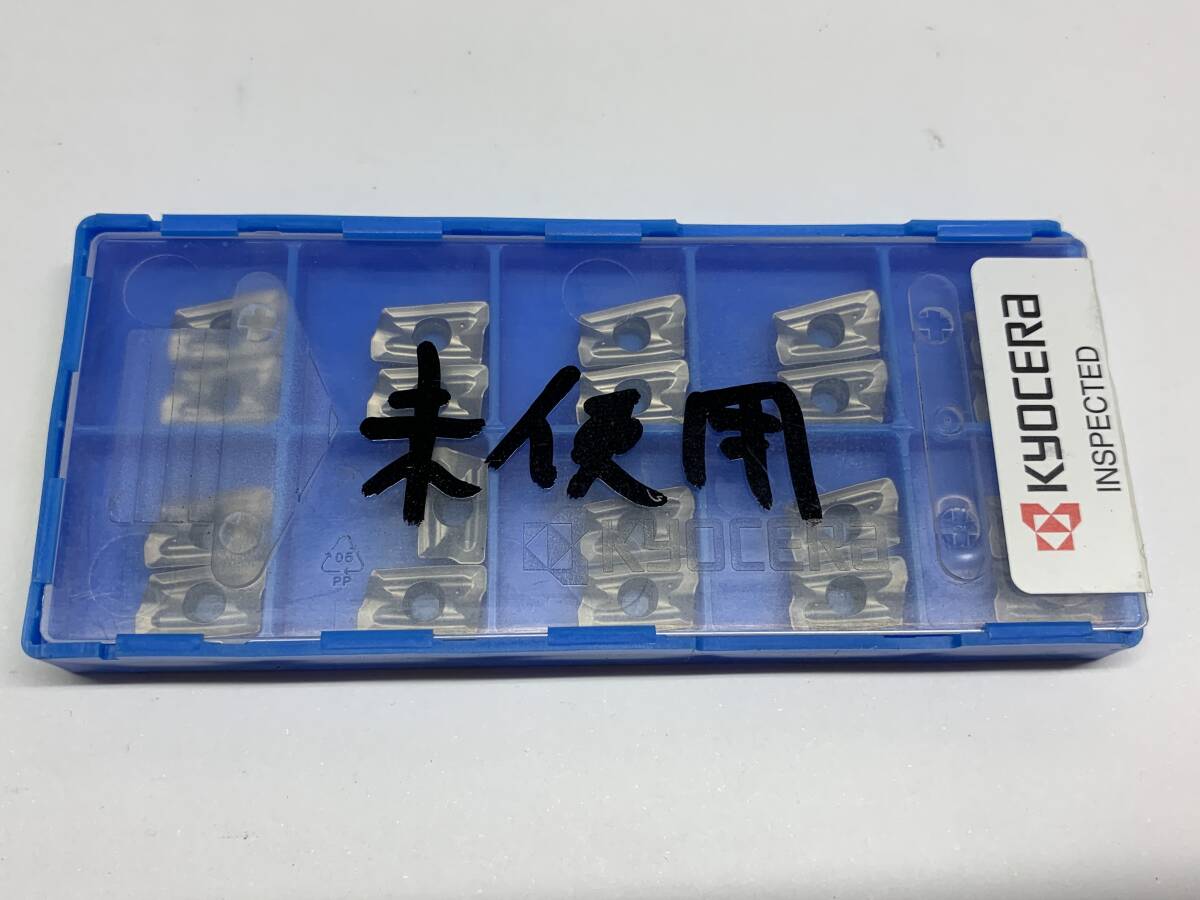 未使用
KYOCERA
05
PP
KYOCERA
INSPECTED